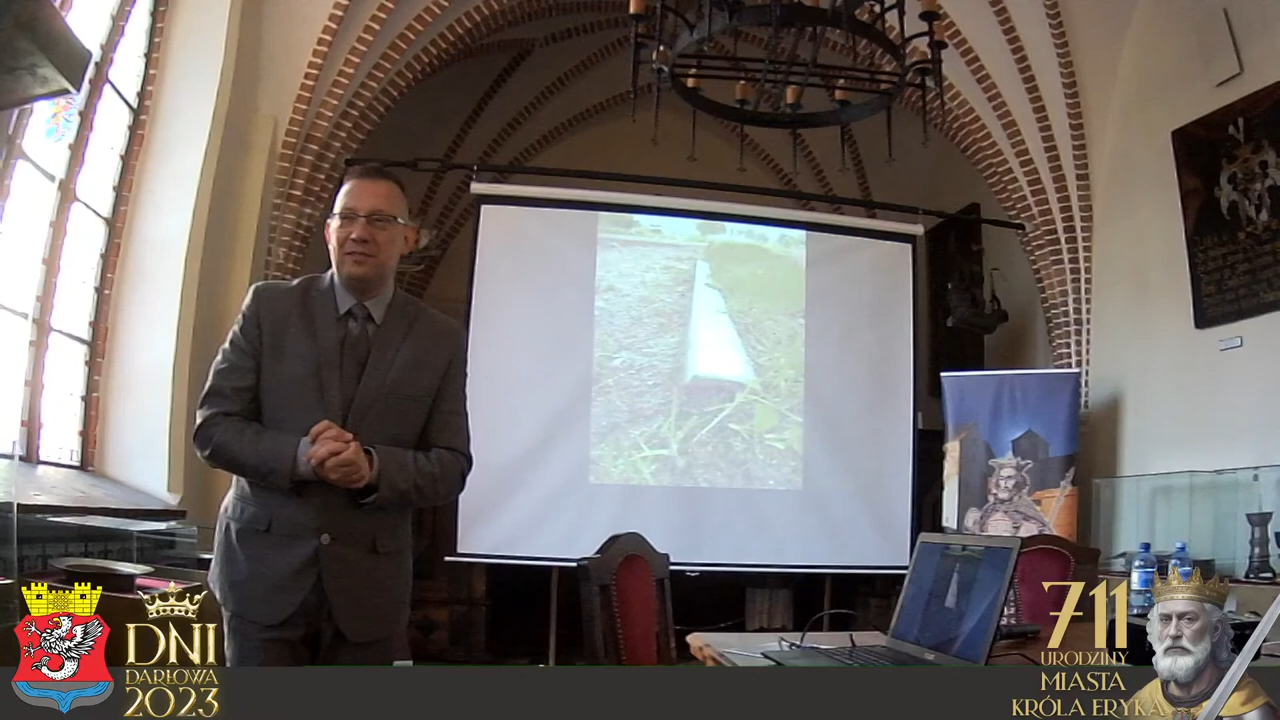 DNI
DARŁOWA
2023
711
URODZINY
MIASTA
KRÓLA ERYKA